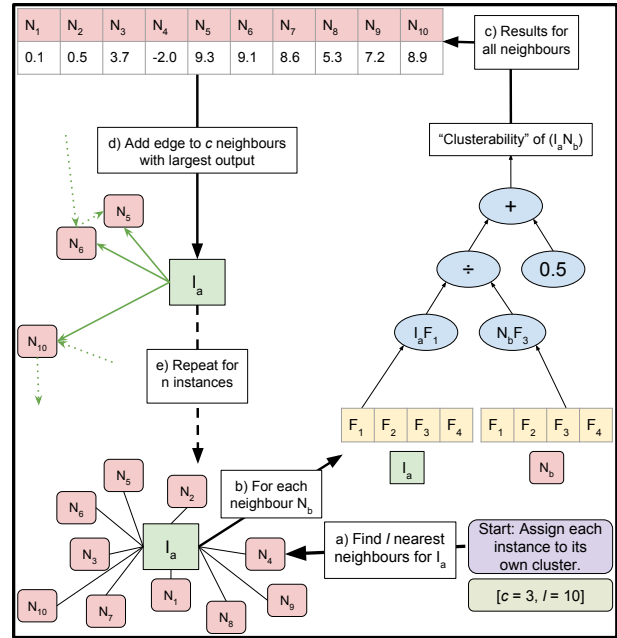 N1 N2 N3 N4 N5 N6 N7 N8 N9 N10
0.1 0.5 3.7 -2.0 9.3 9.1 8.6 5.3 7.2 8.9
c) Results for
all neighbours
d) Add edge to c neighbours
with largest output
"Clusterability" of (IaNb)
N5
N6
+
Ia
÷
0.5
N10
IaF1
NbF3
e) Repeat for
n instances
F1 F2 F3 F4
F1 F2 F3 F4
Ia
Nb
N5
N2
b) For each
neighbour Nb
N6
N3
Ia
N4
a) Find l nearest
neighbours for Ia
Start: Assign each
instance to its
own cluster.
N10
N7
N1
N8
N9
[c = 3, l = 10]